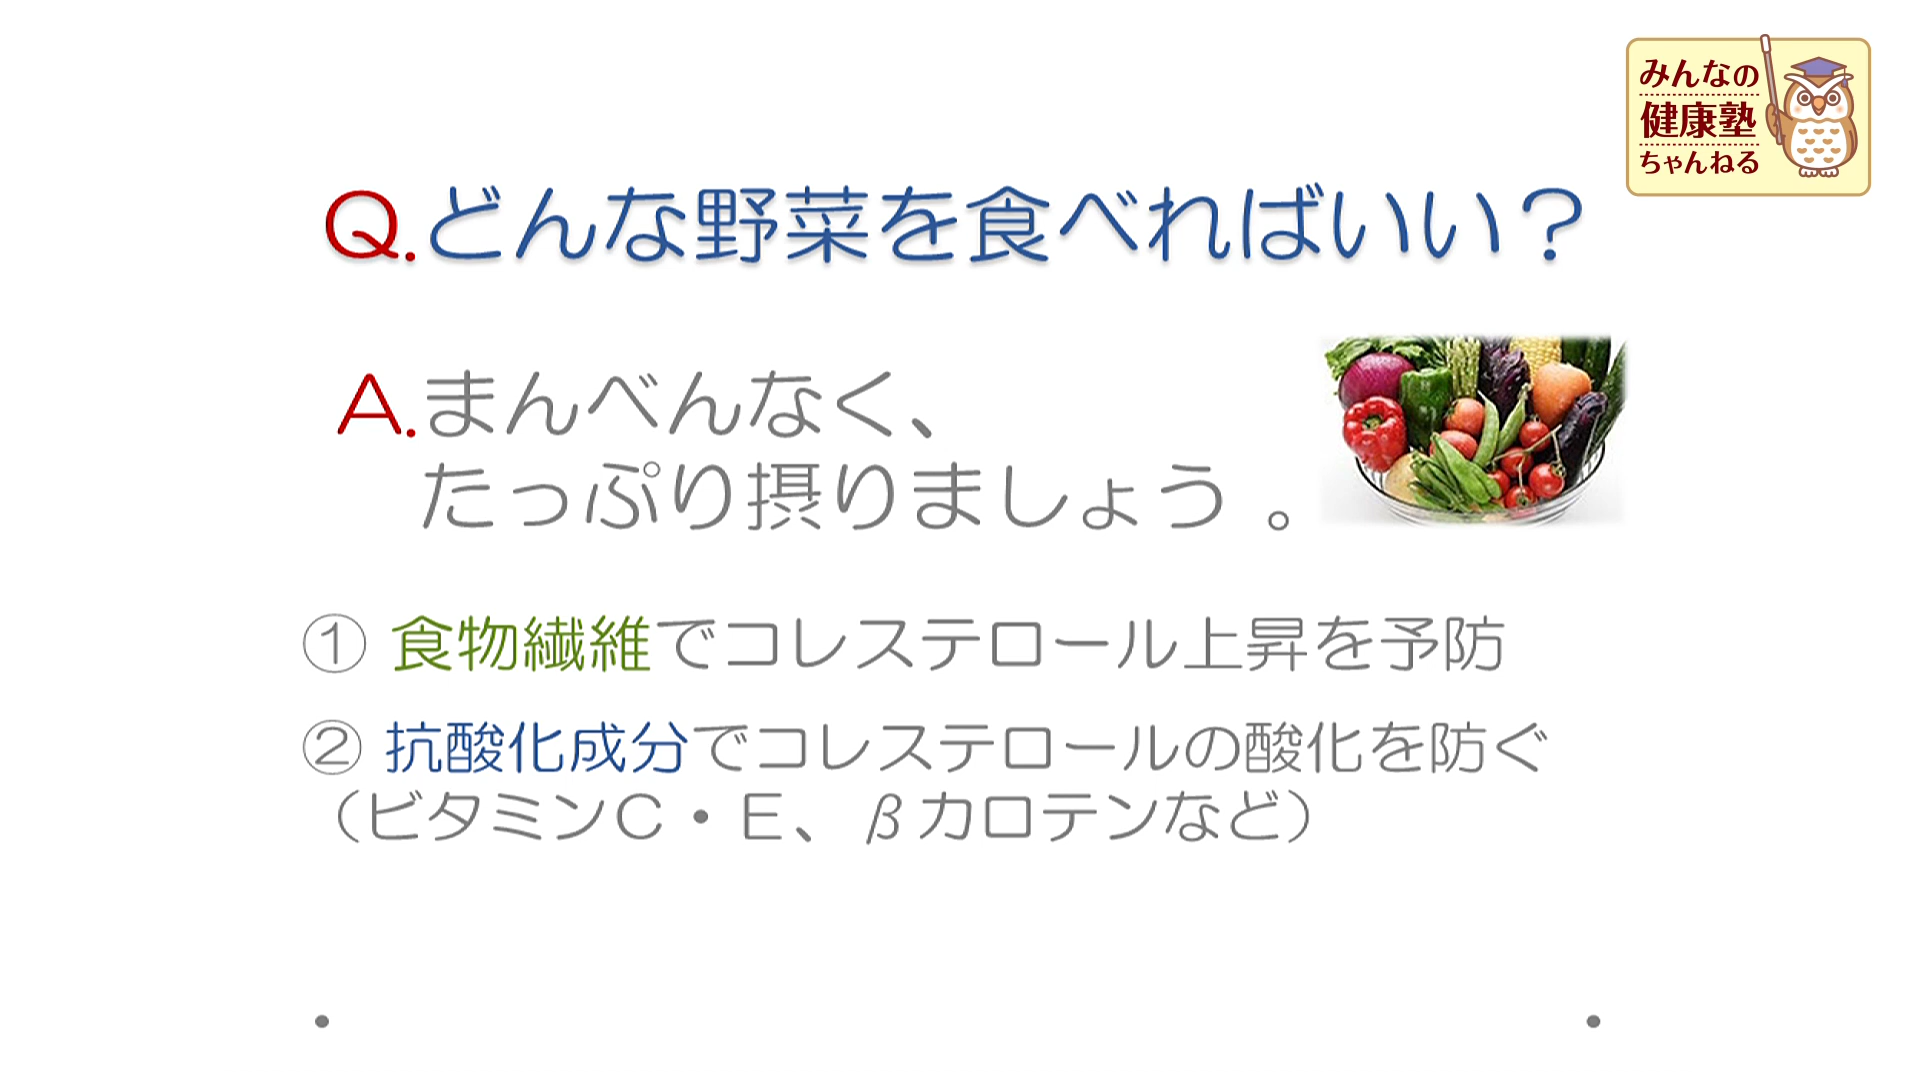 みんなの
健康塾
ちゃんねる
Q.どんな野菜を食べればいい？
A.まんべんなく、
たっぷり摂りましょう 。
① 食物繊維でコレステロール上昇を予防
② 抗酸化成分でコレステロールの酸化を防ぐ
（ビタミンC・E、βカロテンなど）